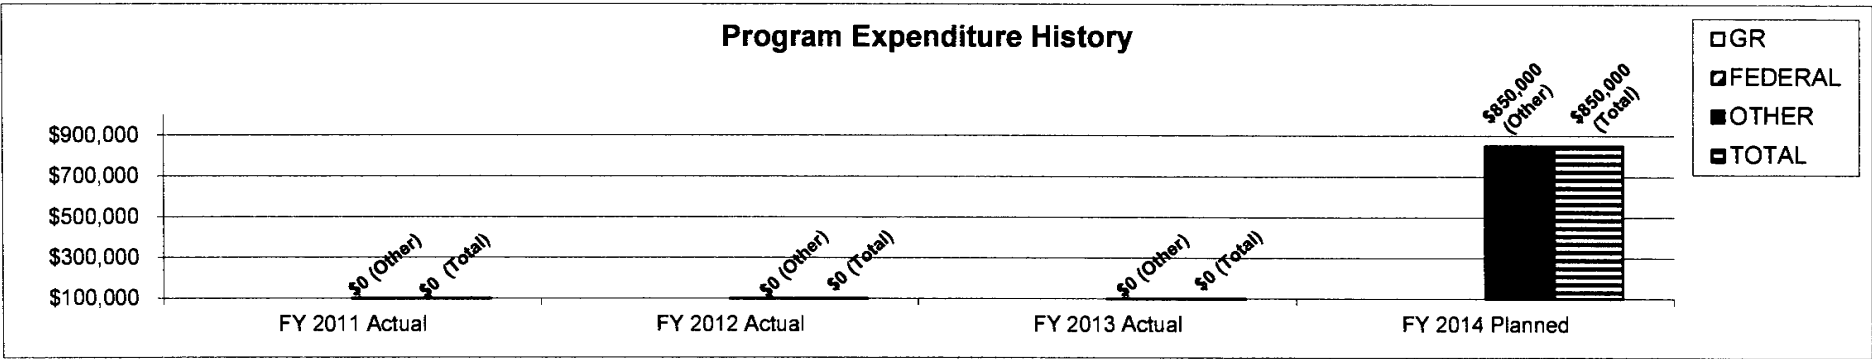 Program Expenditure History
GR
FEDERAL
OTHER
TOTAL
$900,000
$700,000
$500,000
$300,000
$100,000
$0 (Other)
$0 (Total)
$0 (Other)
$0 (Total)
$0 (Other)
$0 (Total)
$850,000
(Other)
$850,000
(Total)
FY 2011 Actual
FY 2012 Actual
FY 2013 Actual
FY 2014 Planned